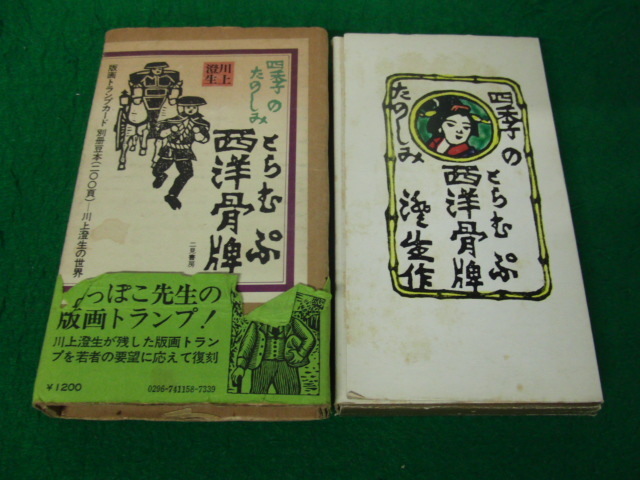 川上
澄生
四季の
たのしみ
とらむぷ
西洋骨牌
二見書房
版画トランプカード 別冊豆本(二〇〇頁)―川上澄生の世界
っぽこ先生の
版画トランプ!
川上澄生が残した版画トラン
プを若者の要望に応えて復刻
¥1200
0296-741158-7339
四季の
たのしみ
とらむぷ
西洋骨牌
澄生作